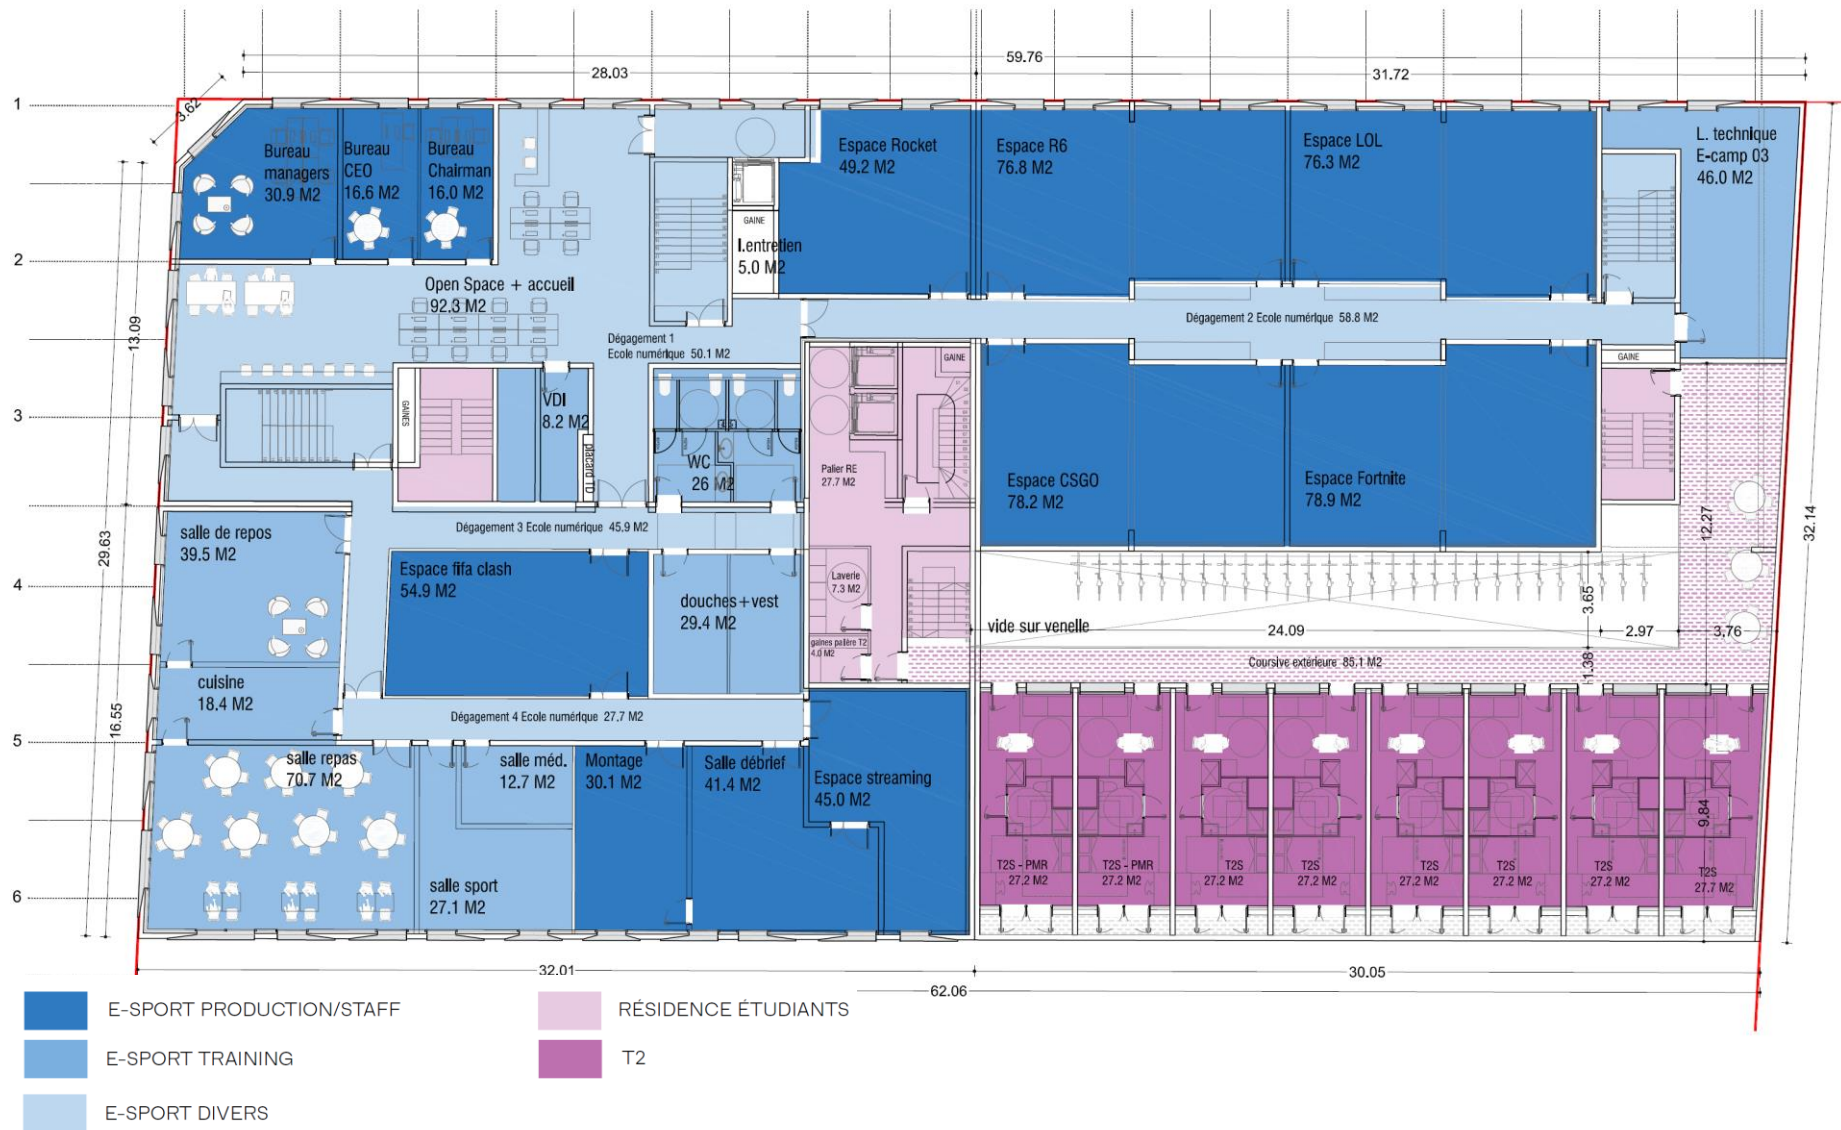 59.76
28.03
31.72
3.62
1
Bureau
managers
30.9 M2
Bureau
CEO
16.6 M2
Bureau
Chairman
16.0 M2
Espace Rocket
49.2 M2
Espace R6
76.8 M2
Espace LOL
76.3 M2
L. technique
E-camp 03
46.0 M2
GAINE
l.entretien
5.0 M2
2
Open Space + accueil
92.3 M2
13.09
Dégagement 1
Ecole numérique 50.1 M2
Dégagement 2 Ecole numérique 58.8 M2
GAINE
GAINE
3
GAINES
VDI
8.2 M2
placard TD
WC
26 M2
Palier RE
27.7 M2
Espace CSGO
78.2 M2
Espace Fortnite
78.9 M2
12.27
32.14
29.63
salle de repos
39.5 M2
Dégagement 3 Ecole numérique 45.9 M2
4
Espace fifa clash
54.9 M2
douches+vest
29.4 M2
Laverie
7.3 M2
gaines palière T2
4.0 M2
vide sur venelle
24.09
3.65
2.97
3.76
Coursive extérieure 85.1 M2
1.38
cuisine
18.4 M2
16.55
Dégagement 4 Ecole numérique 27.7 M2
5
salle repas
70.7 M2
salle méd.
12.7 M2
Montage
30.1 M2
Salle débrief
41.4 M2
Espace streaming
45.0 M2
9.84
T2S - PMR
27.2 M2
T2S - PMR
27.2 M2
T2S
27.2 M2
T2S
27.2 M2
T2S
27.2 M2
T2S
27.2 M2
T2S
27.2 M2
T2S
27.7 M2
6
salle sport
27.1 M2
32.01
30.05
62.06
E-SPORT PRODUCTION/STAFF
RÉSIDENCE ÉTUDIANTS
E-SPORT TRAINING
T2
E-SPORT DIVERS